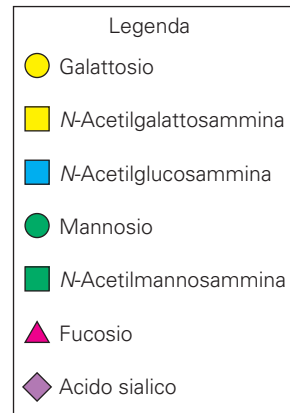 Legenda
Galattosio
N-Acetilgalattosammina
N-Acetilglucosammina
Mannosio
N-Acetilmannosammina
Fucosio
Acido sialico